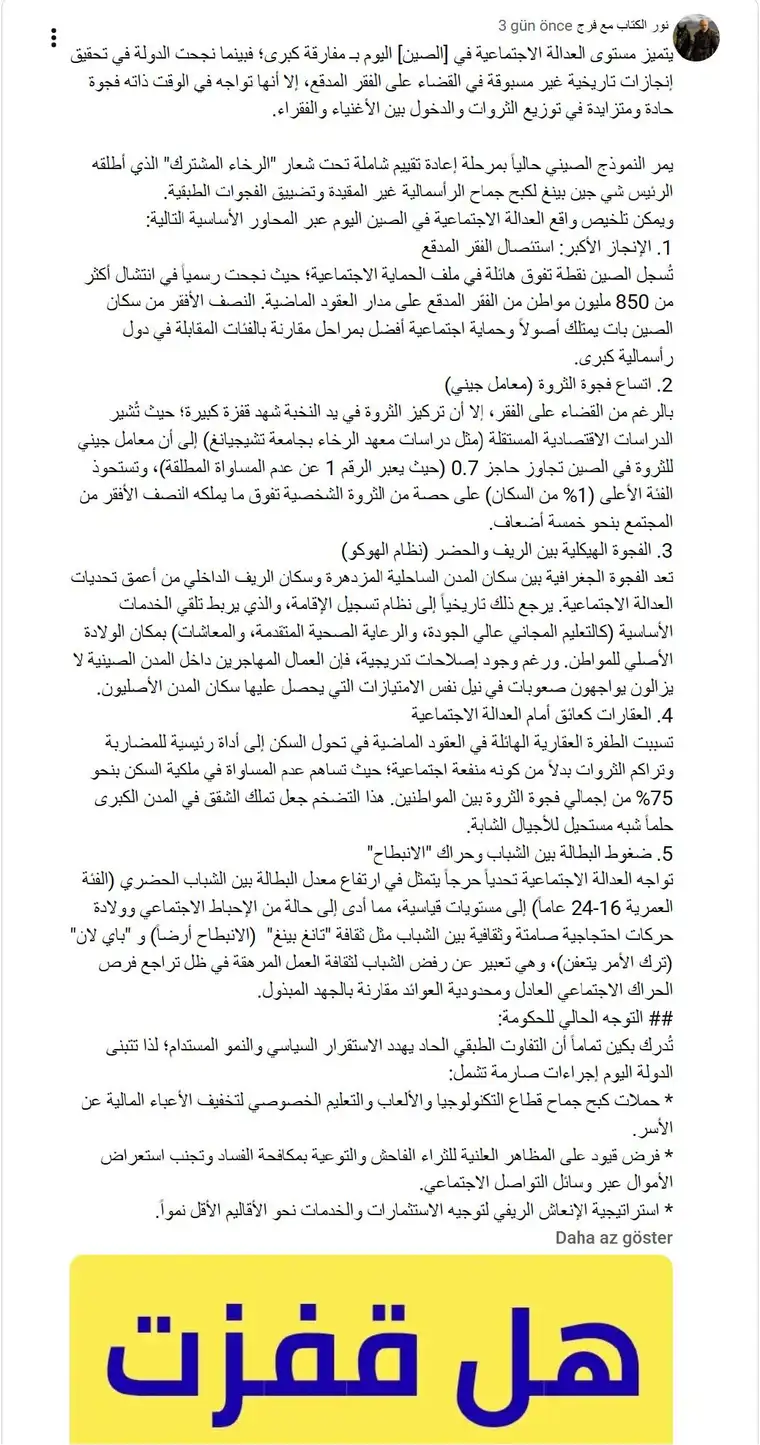 نور الكتاب مع فرج 3 gün önce
يتميز مستوى العدالة الاجتماعية في [الصين] اليوم بـ مفارقة كبرى؛ فبينما نجحت الدولة في تحقيق
إنجازات تاريخية غير مسبوقة في القضاء على الفقر المدقع، إلا أنها تواجه في الوقت ذاته فجوة
حادة ومتزايدة في توزيع الثروات والدخول بين الأغنياء والفقراء.
يمر النموذج الصيني حالياً بمرحلة إعادة تقييم شاملة تحت شعار "الرخاء المشترك" الذي أطلقه
الرئيس شي جين بينغ لكبح جماح الرأسمالية غير المقيدة وتضييق الفجوات الطبقية.
ويمكن تلخيص واقع العدالة الاجتماعية في الصين اليوم عبر المحاور الأساسية التالية:
1. الإنجاز الأكبر: استئصال الفقر المدقع
تُسجل الصين نقطة تفوق هائلة في ملف الحماية الاجتماعية؛ حيث نجحت رسمياً في انتشال أكثر
من 850 مليون مواطن من الفقر المدقع على مدار العقود الماضية. النصف الأفقر من سكان
الصين بات يمتلك أصولاً وحماية اجتماعية أفضل بمراحل مقارنة بالفئات المقابلة في دول
رأسمالية كبرى.
2. اتساع فجوة الثروة (معامل جيني)
بالرغم من القضاء على الفقر، إلا أن تركيز الثروة في يد النخبة شهد قفزة كبيرة؛ حيث تُشير
الدراسات الاقتصادية المستقلة (مثل دراسات معهد الرخاء بجامعة تشيجيانغ) إلى أن معامل جيني
للثروة في الصين تجاوز حاجز 0.7 (حيث يعبر الرقم 1 عن عدم المساواة المطلقة)، وتستحوذ
الفئة الأعلى (1% من السكان) على حصة من الثروة الشخصية تفوق ما يملكه النصف الأفقر من
المجتمع بنحو خمسة أضعاف.
3. الفجوة الهيكلية بين الريف والحضر (نظام الهوكو)
تعد الفجوة الجغرافية بين سكان المدن الساحلية المزدهرة وسكان الريف الداخلي من أعمق تحديات
العدالة الاجتماعية. يرجع ذلك تاريخياً إلى نظام تسجيل الإقامة، والذي يربط تلقي الخدمات
الأساسية (كالتعليم المجاني عالي الجودة، والرعاية الصحية المتقدمة، والمعاشات) بمكان الولادة
الأصلي للمواطن. ورغم وجود إصلاحات تدريجية، فإن العمال المهاجرين داخل المدن الصينية لا
يزالون يواجهون صعوبات في نيل نفس الامتيازات التي يحصل عليها سكان المدن الأصليون.
4. العقارات كعائق أمام العدالة الاجتماعية
تسببت الطفرة العقارية الهائلة في العقود الماضية في تحول السكن إلى أداة رئيسية للمضاربة
وتراكم الثروات بدلاً من كونه منفعة اجتماعية؛ حيث تساهم عدم المساواة في ملكية السكن بنحو
75% من إجمالي فجوة الثروة بين المواطنين. هذا التضخم جعل تملك الشقق في المدن الكبرى
حلماً شبه مستحيل للأجيال الشابة.
5. ضغوط البطالة بين الشباب وحراك "الانبطاح"
تواجه العدالة الاجتماعية تحدياً حرجاً يتمثل في ارتفاع معدل البطالة بين الشباب الحضري (الفئة
العمرية 16-24 عاماً) إلى مستويات قياسية، مما أدى إلى حالة من الإحباط الاجتماعي وولادة
حركات احتجاجية صامتة وثقافية بين الشباب مثل ثقافة "تانغ بينغ" (الانبطاح أرضاً) و "باي لان"
(ترك الأمر يتعفن)، وهي تعبير عن رفض الشباب لثقافة العمل المرهقة في ظل تراجع فرص
الحراك الاجتماعي العادل ومحدودية العوائد مقارنة بالجهد المبذول.
## التوجه الحالي للحكومة:
تُدرك بكين تماماً أن التفاوت الطبقي الحاد يهدد الاستقرار السياسي والنمو المستدام؛ لذا تتبنى
الدولة اليوم إجراءات صارمة تشمل:
* حملات كبح جماح قطاع التكنولوجيا والألعاب والتعليم الخصوصي لتخفيف الأعباء المالية عن
الأسر.
* فرض قيود على المظاهر العلنية للثراء الفاحش والتوعية بمكافحة الفساد وتجنب استعراض
الأموال عبر وسائل التواصل الاجتماعي.
* استراتيجية الإنعاش الريفي لتوجيه الاستثمارات والخدمات نحو الأقاليم الأقل نمواً.
Daha az göster
هل قفزت